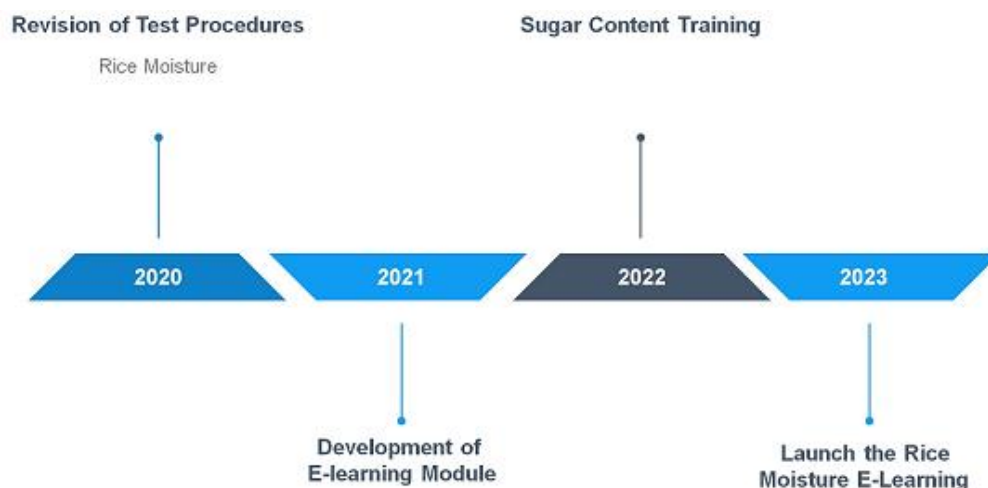 Revision of Test Procedures
Rice Moisture
Sugar Content Training
2020
2021
2022
2023
Development of
E-learning Module
Launch the Rice
Moisture E-Learning